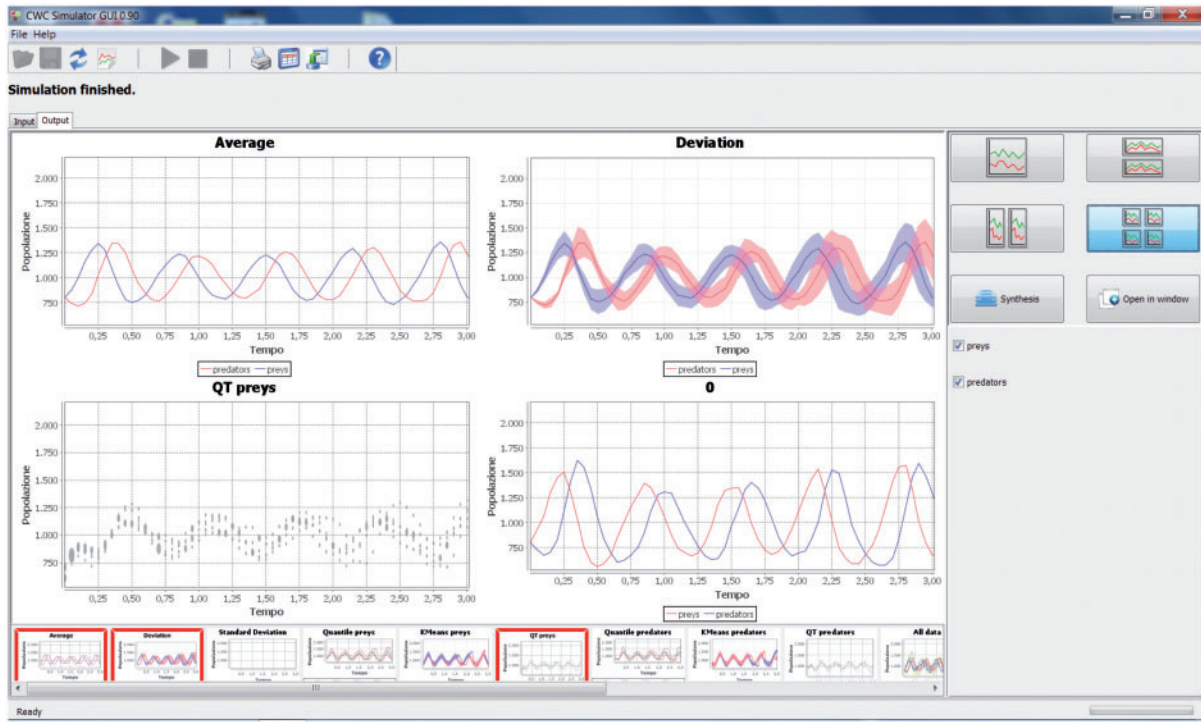 CWC Simulator GUI 0.90
File Help
Simulation finished.
Input Output
Average
Popolazione
2.000
1.750
1.500
1.250
1.000
750
0,25 0,50 0,75 1,00 1,25 1,50 1,75 2,00 2,25 2,50 2,75 3,00
Tempo
predators preys
Deviation
Popolazione
2.000
1.750
1.500
1.250
1.000
750
0,25 0,50 0,75 1,00 1,25 1,50 1,75 2,00 2,25 2,50 2,75 3,00
Tempo
predators preys
QT preys
Popolazione
2.000
1.750
1.500
1.250
1.000
750
0,25 0,50 0,75 1,00 1,25 1,50 1,75 2,00 2,25 2,50 2,75 3,00
Tempo
0
Popolazione
2.000
1.750
1.500
1.250
1.000
750
0,25 0,50 0,75 1,00 1,25 1,50 1,75 2,00 2,25 2,50 2,75 3,00
Tempo
preys predators
Synthesis
Open in window
preys
predators
Average
Deviation
Standard Deviation
Quantile preys
KMeans preys
QT preys
Quantile predators
KMeans predators
QT predators
All data
Ready